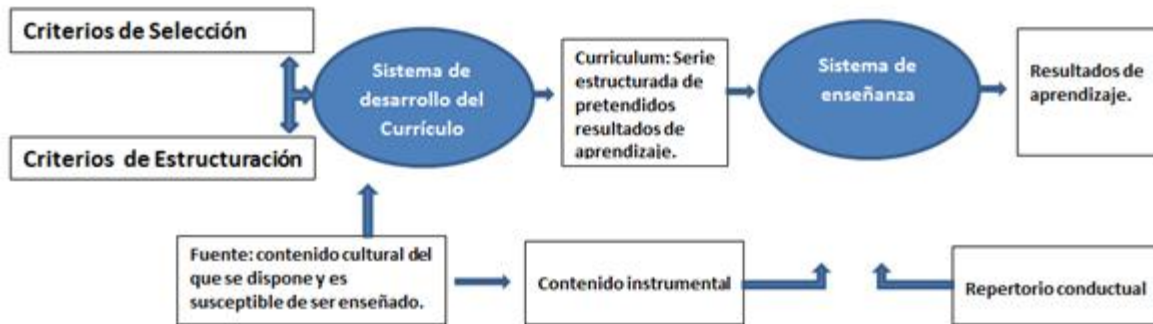 Criterios de Selección
Criterios de Estructuración
Sistema de
desarrollo del
Currículo
Curriculum: Serie
estructurada de
pretendidos
resultados de
aprendizaje.
Sistema de
enseñanza
Resultados de
aprendizaje.
Fuente: contenido cultural del
que se dispone y es
susceptible de ser enseñado.
Contenido instrumental
Repertorio conductual